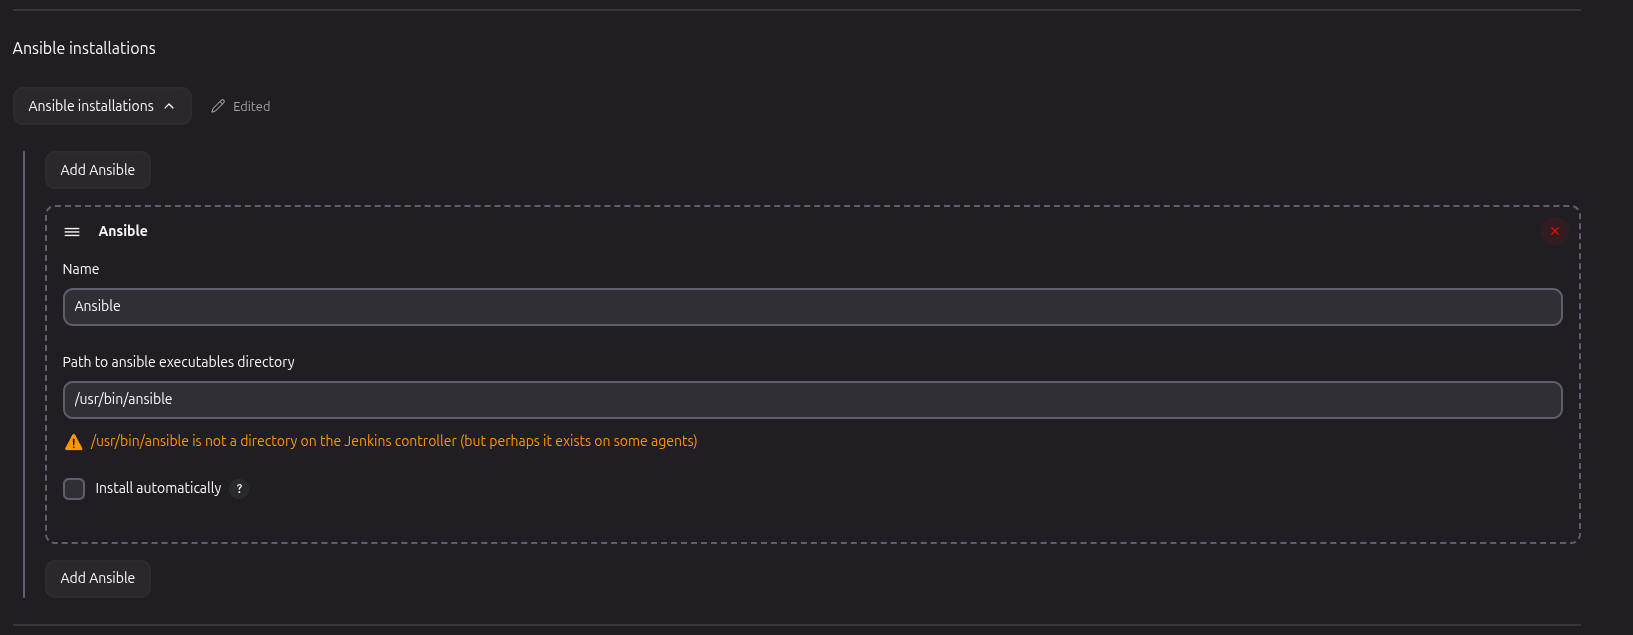 Ansible installations
Ansible installations
Edited
Add Ansible
Ansible
Name
Ansible
Path to ansible executables directory
/usr/bin/ansible
/usr/bin/ansible is not a directory on the Jenkins controller (but perhaps it exists on some agents)
Install automatically ?
Add Ansible